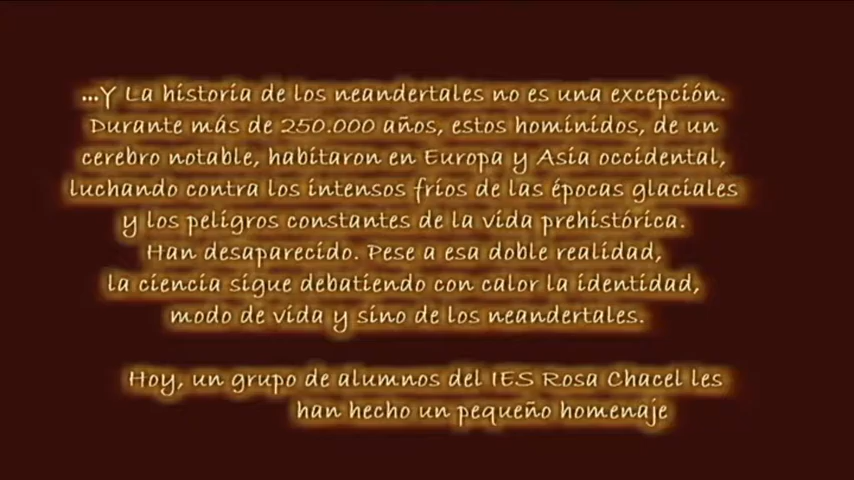 ...Y La historia de los neandertales no es una excepción.
Durante más de 250.000 años, estos homínidos, de un
cerebro notable, habitaron en Europa y Asia occidental,
luchando contra los intensos fríos de las épocas glaciales
y los peligros constantes de la vida prehistórica.
Han desaparecido. Pese a esa doble realidad,
la ciencia sigue debatiendo con calor la identidad,
modo de vida y sino de los neandertales.
Hoy, un grupo de alumnos del IES Rosa Chacel les
han hecho un pequeño homenaje